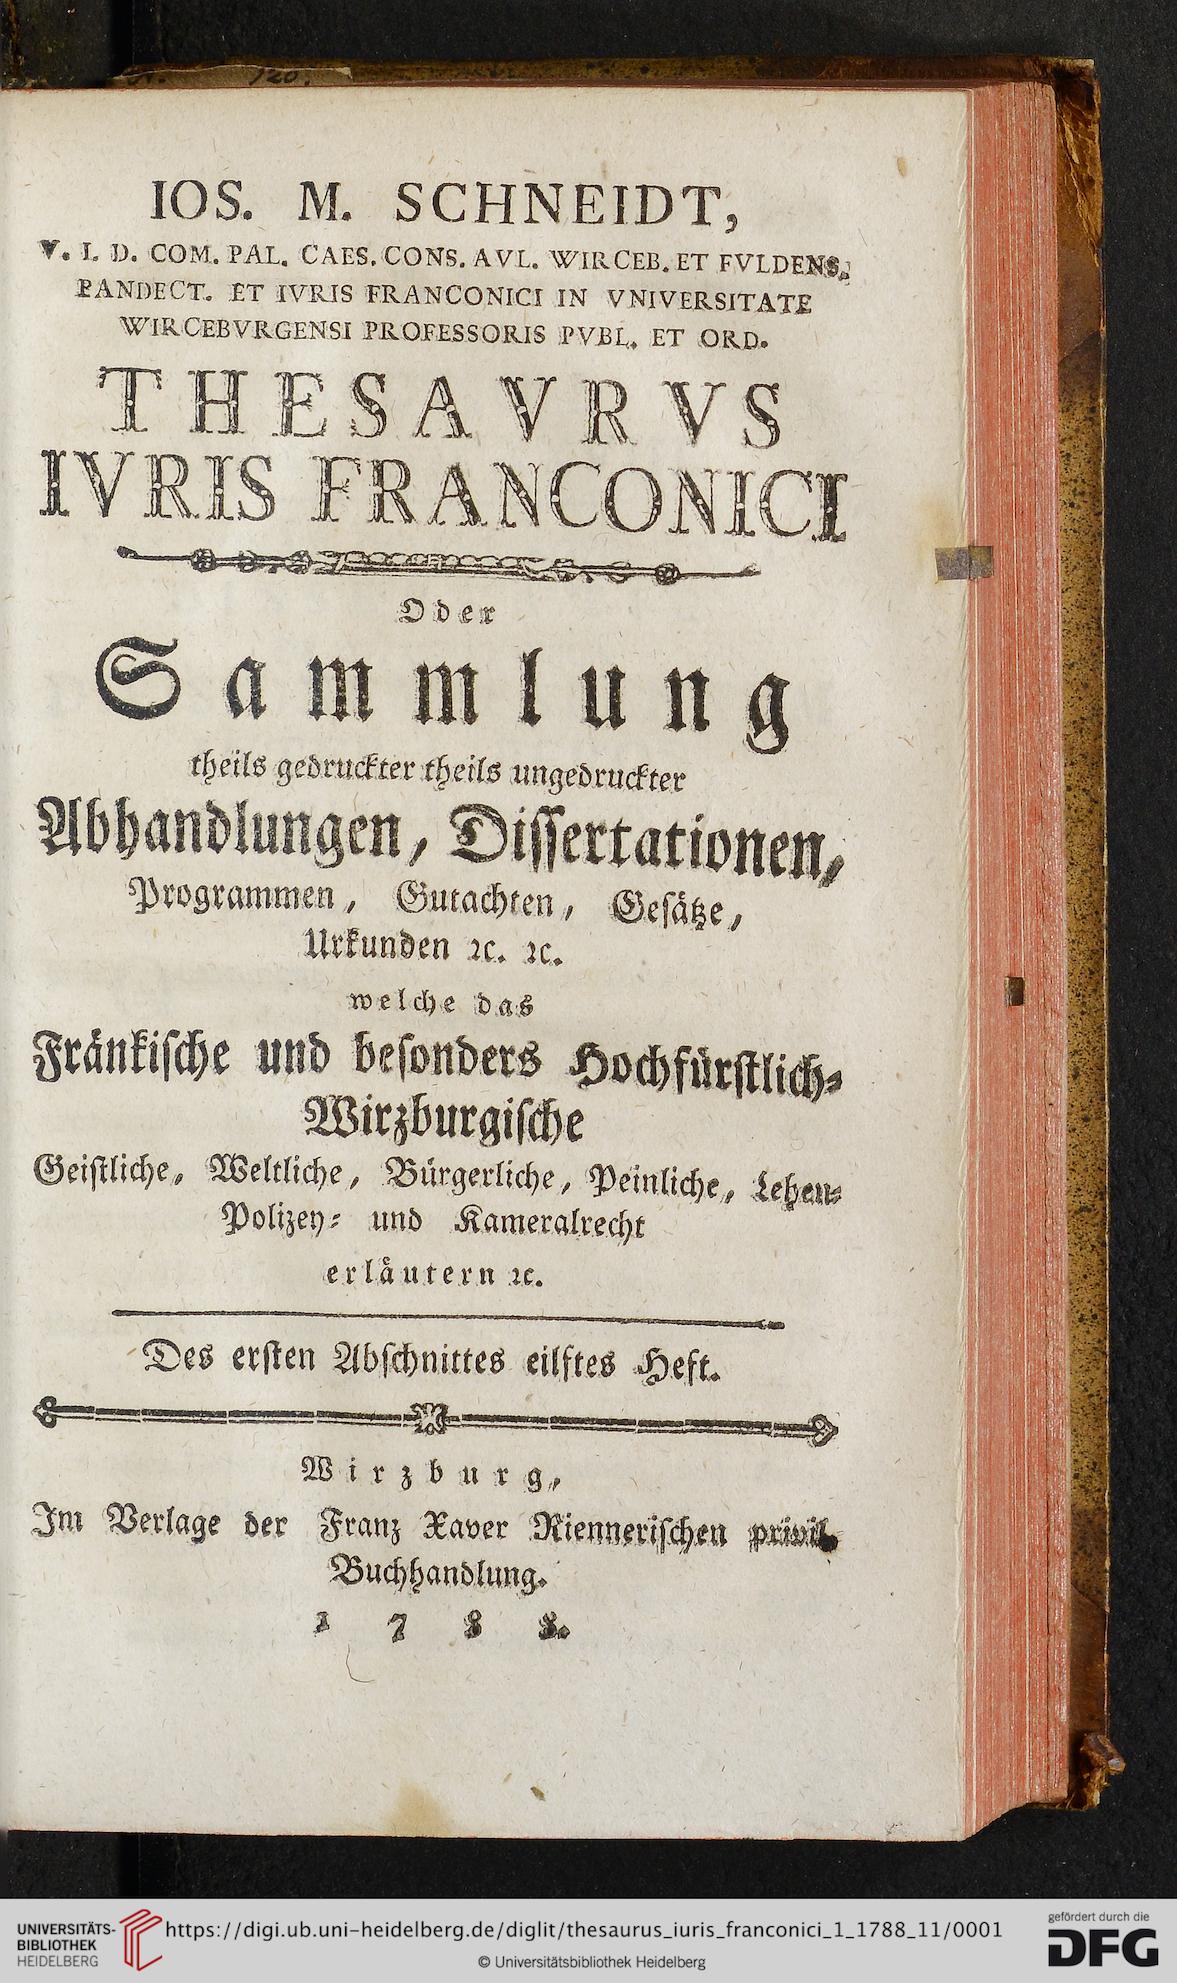 IOS. M. SCHNEIDT,
V. I. D. COM. PAL. CAES. CONS. AVL. WIRCEB. ET FVLDENS.
PANDECT. ET IVRIS FRANCONICI IN VNIVERSITATE
WIRCEBVRGENSI PROFESSORIS PVBL. ET ORD.
THESAVRVS
IVRIS FRANCONICI
Oder
Sammlung
theils gedruckter theils ungedruckter
Abhandlungen, Dissertationen,
Programmen, Gutachten, Gesätze,
Urkunden ꝛc. ꝛc.
welche das
Fränkische und besonders Hochfürstlich-
Wirzburgische
Geistliche, Weltliche, Bürgerliche, Peinliche, Lehen-
Polizey- und Kameralrecht
erläutern ꝛc.
Des ersten Abschnittes eilftes Heft.
Wirzburg,
Im Verlage der Franz Xaver Riennerischen privil.
Buchhandlung.
1788.
UNIVERSITÄTS-
BIBLIOTHEK
HEIDELBERG
https://digi.ub.uni-heidelberg.de/diglit/thesaurus_iuris_franconici_1_1788_11/0001
© Universitätsbibliothek Heidelberg
gefördert durch die
DFG